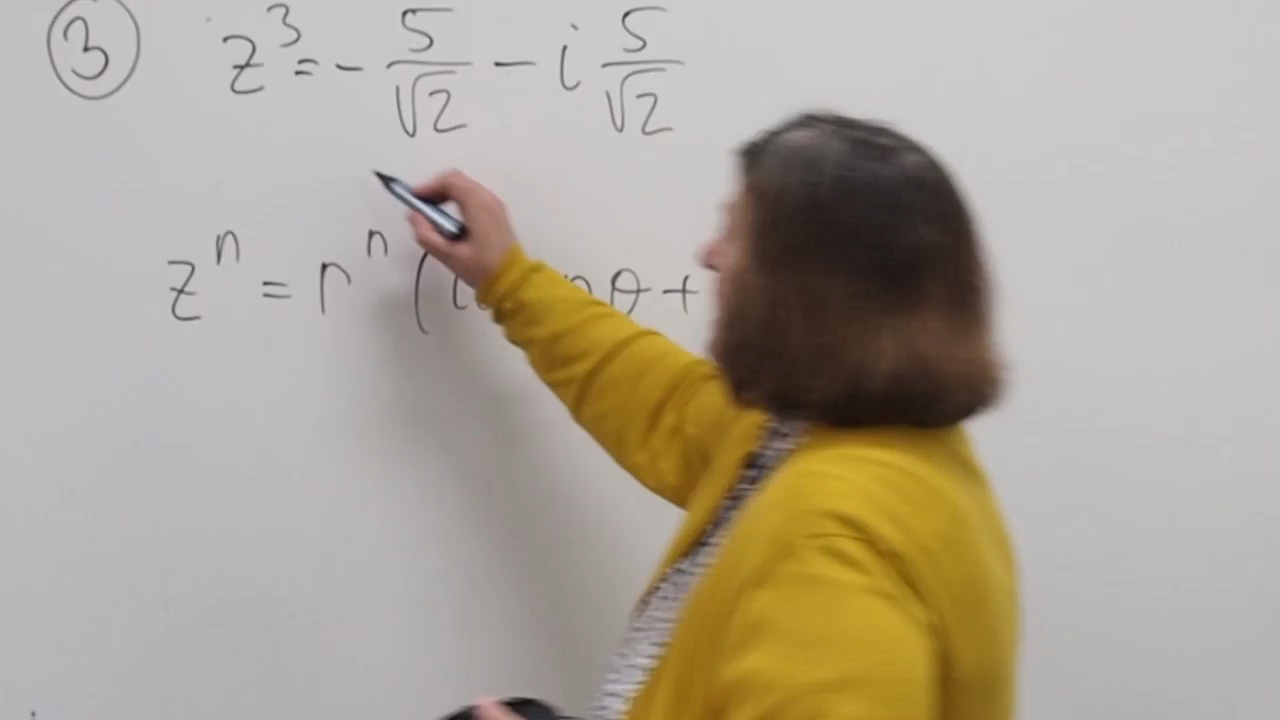 ③ z³ = - 5/√2 - i 5/√2
zⁿ = rⁿ ( θ +